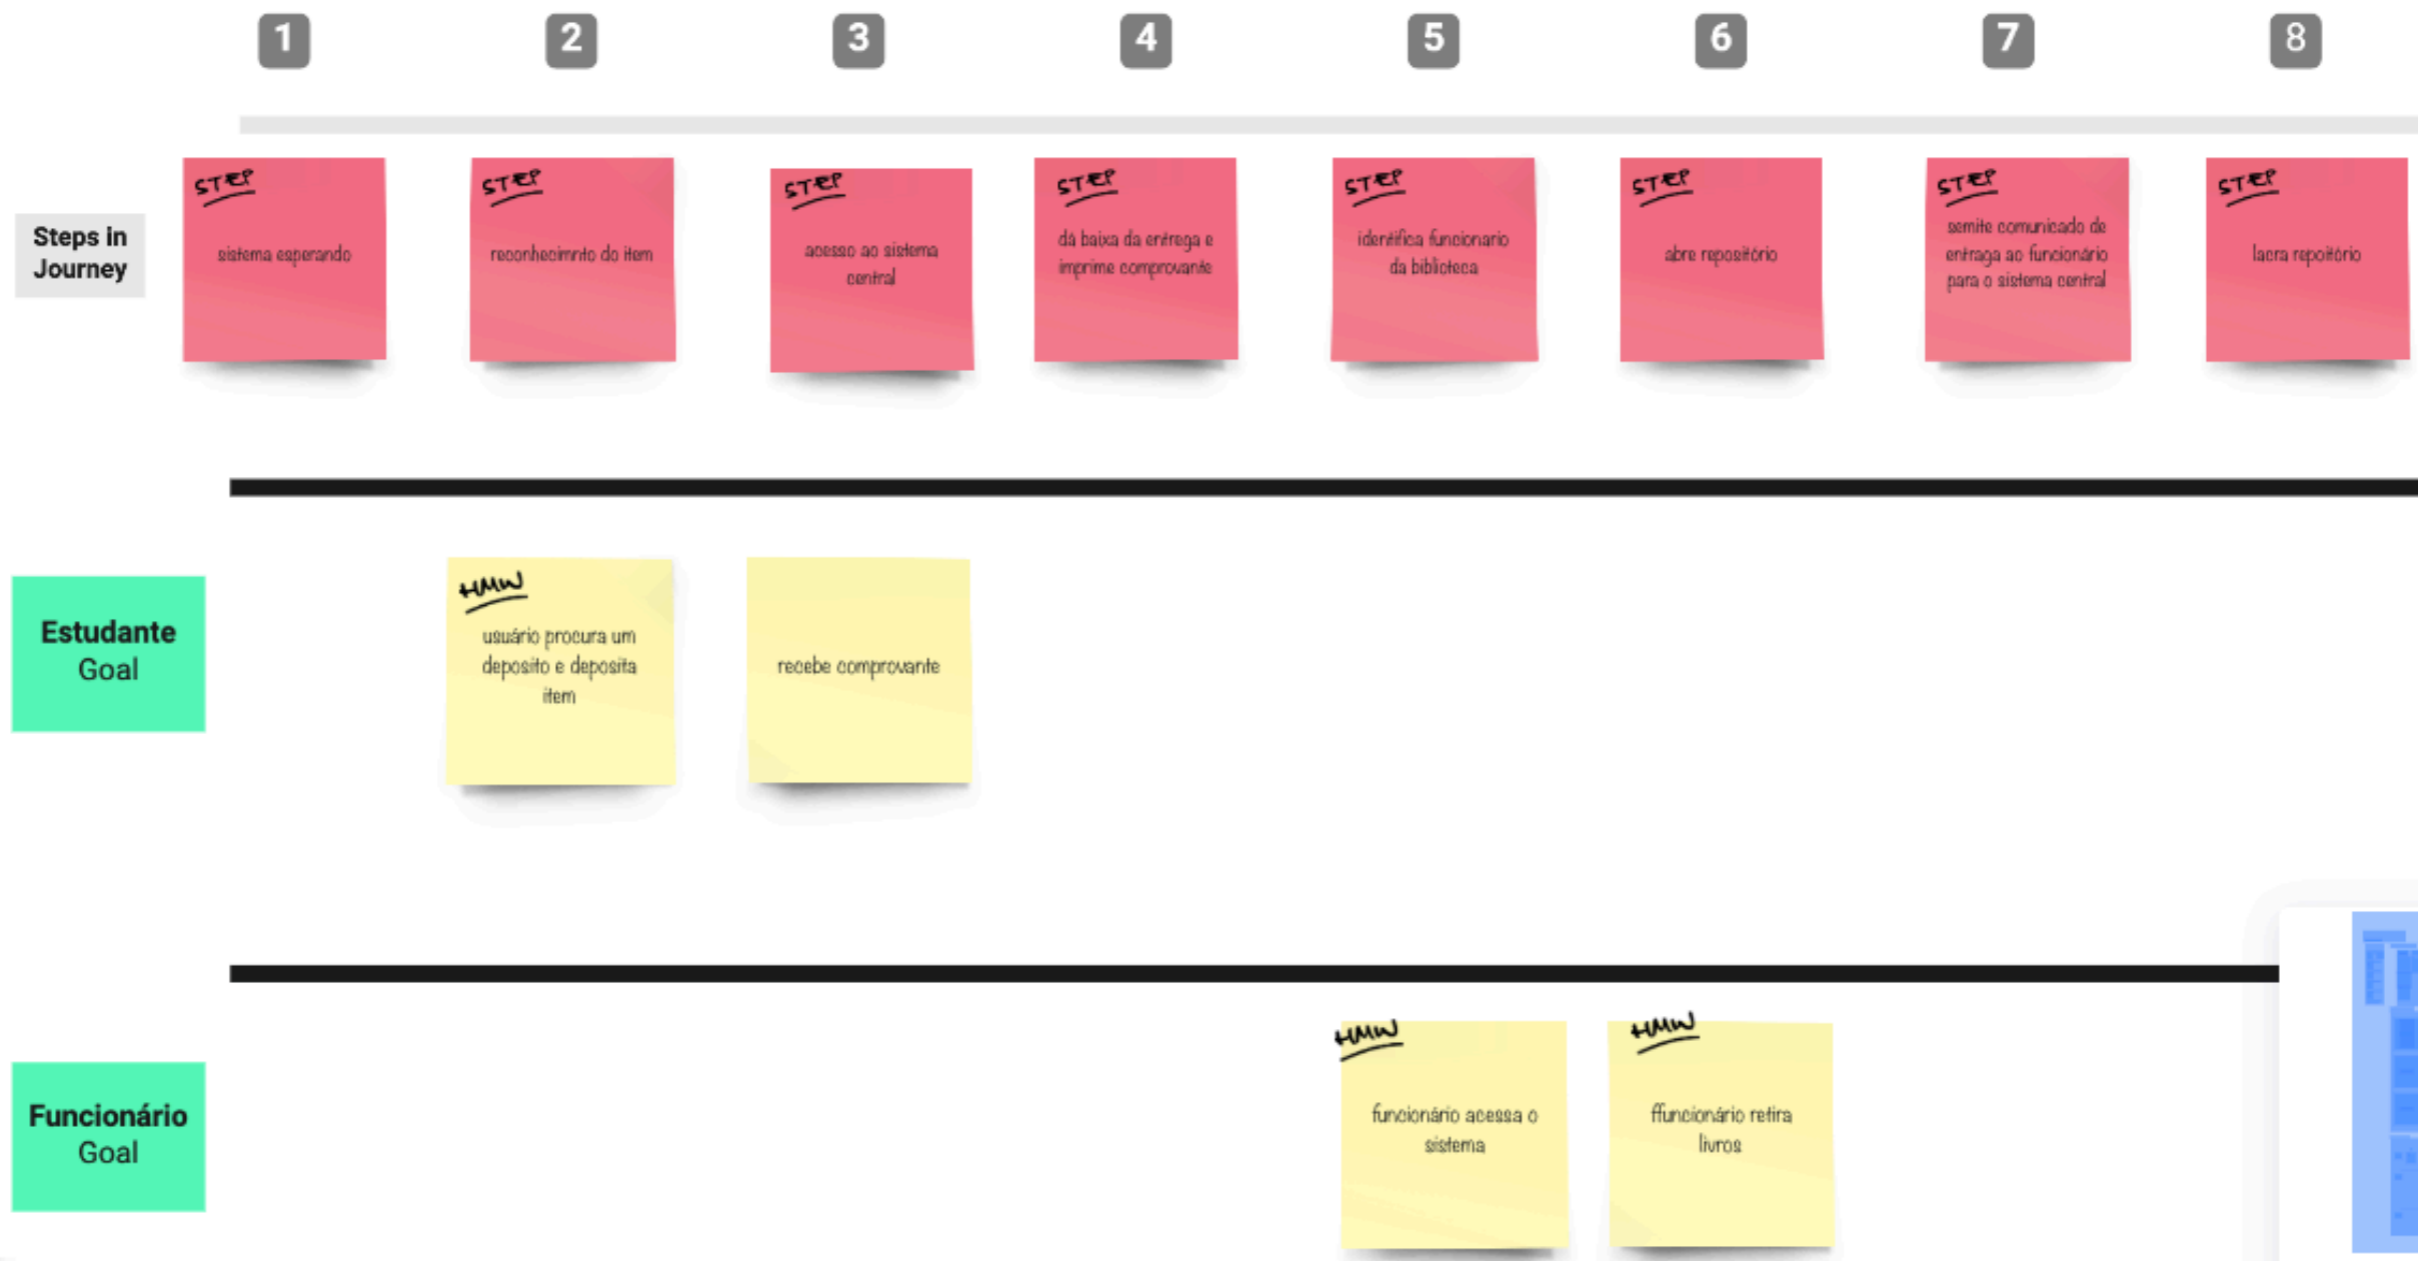 1
2
3
4
5
6
7
8
Steps in
Journey
STEP
sistema esperando
STEP
reconhecimnto do item
STEP
acesso ao sistema
central
STEP
dá baixa da entrega e
imprime comprovante
STEP
identifica funcionario
da biblioteca
STEP
abre repositório
STEP
semite comunicado de
entraga ao funcionário
para o sistema central
STEP
lacra repoitório
Estudante
Goal
HMW
usuário procura um
deposito e deposita
item
recebe comprovante
Funcionário
Goal
HMW
funcionário acessa o
sistema
HMW
ffuncionário retira
livros